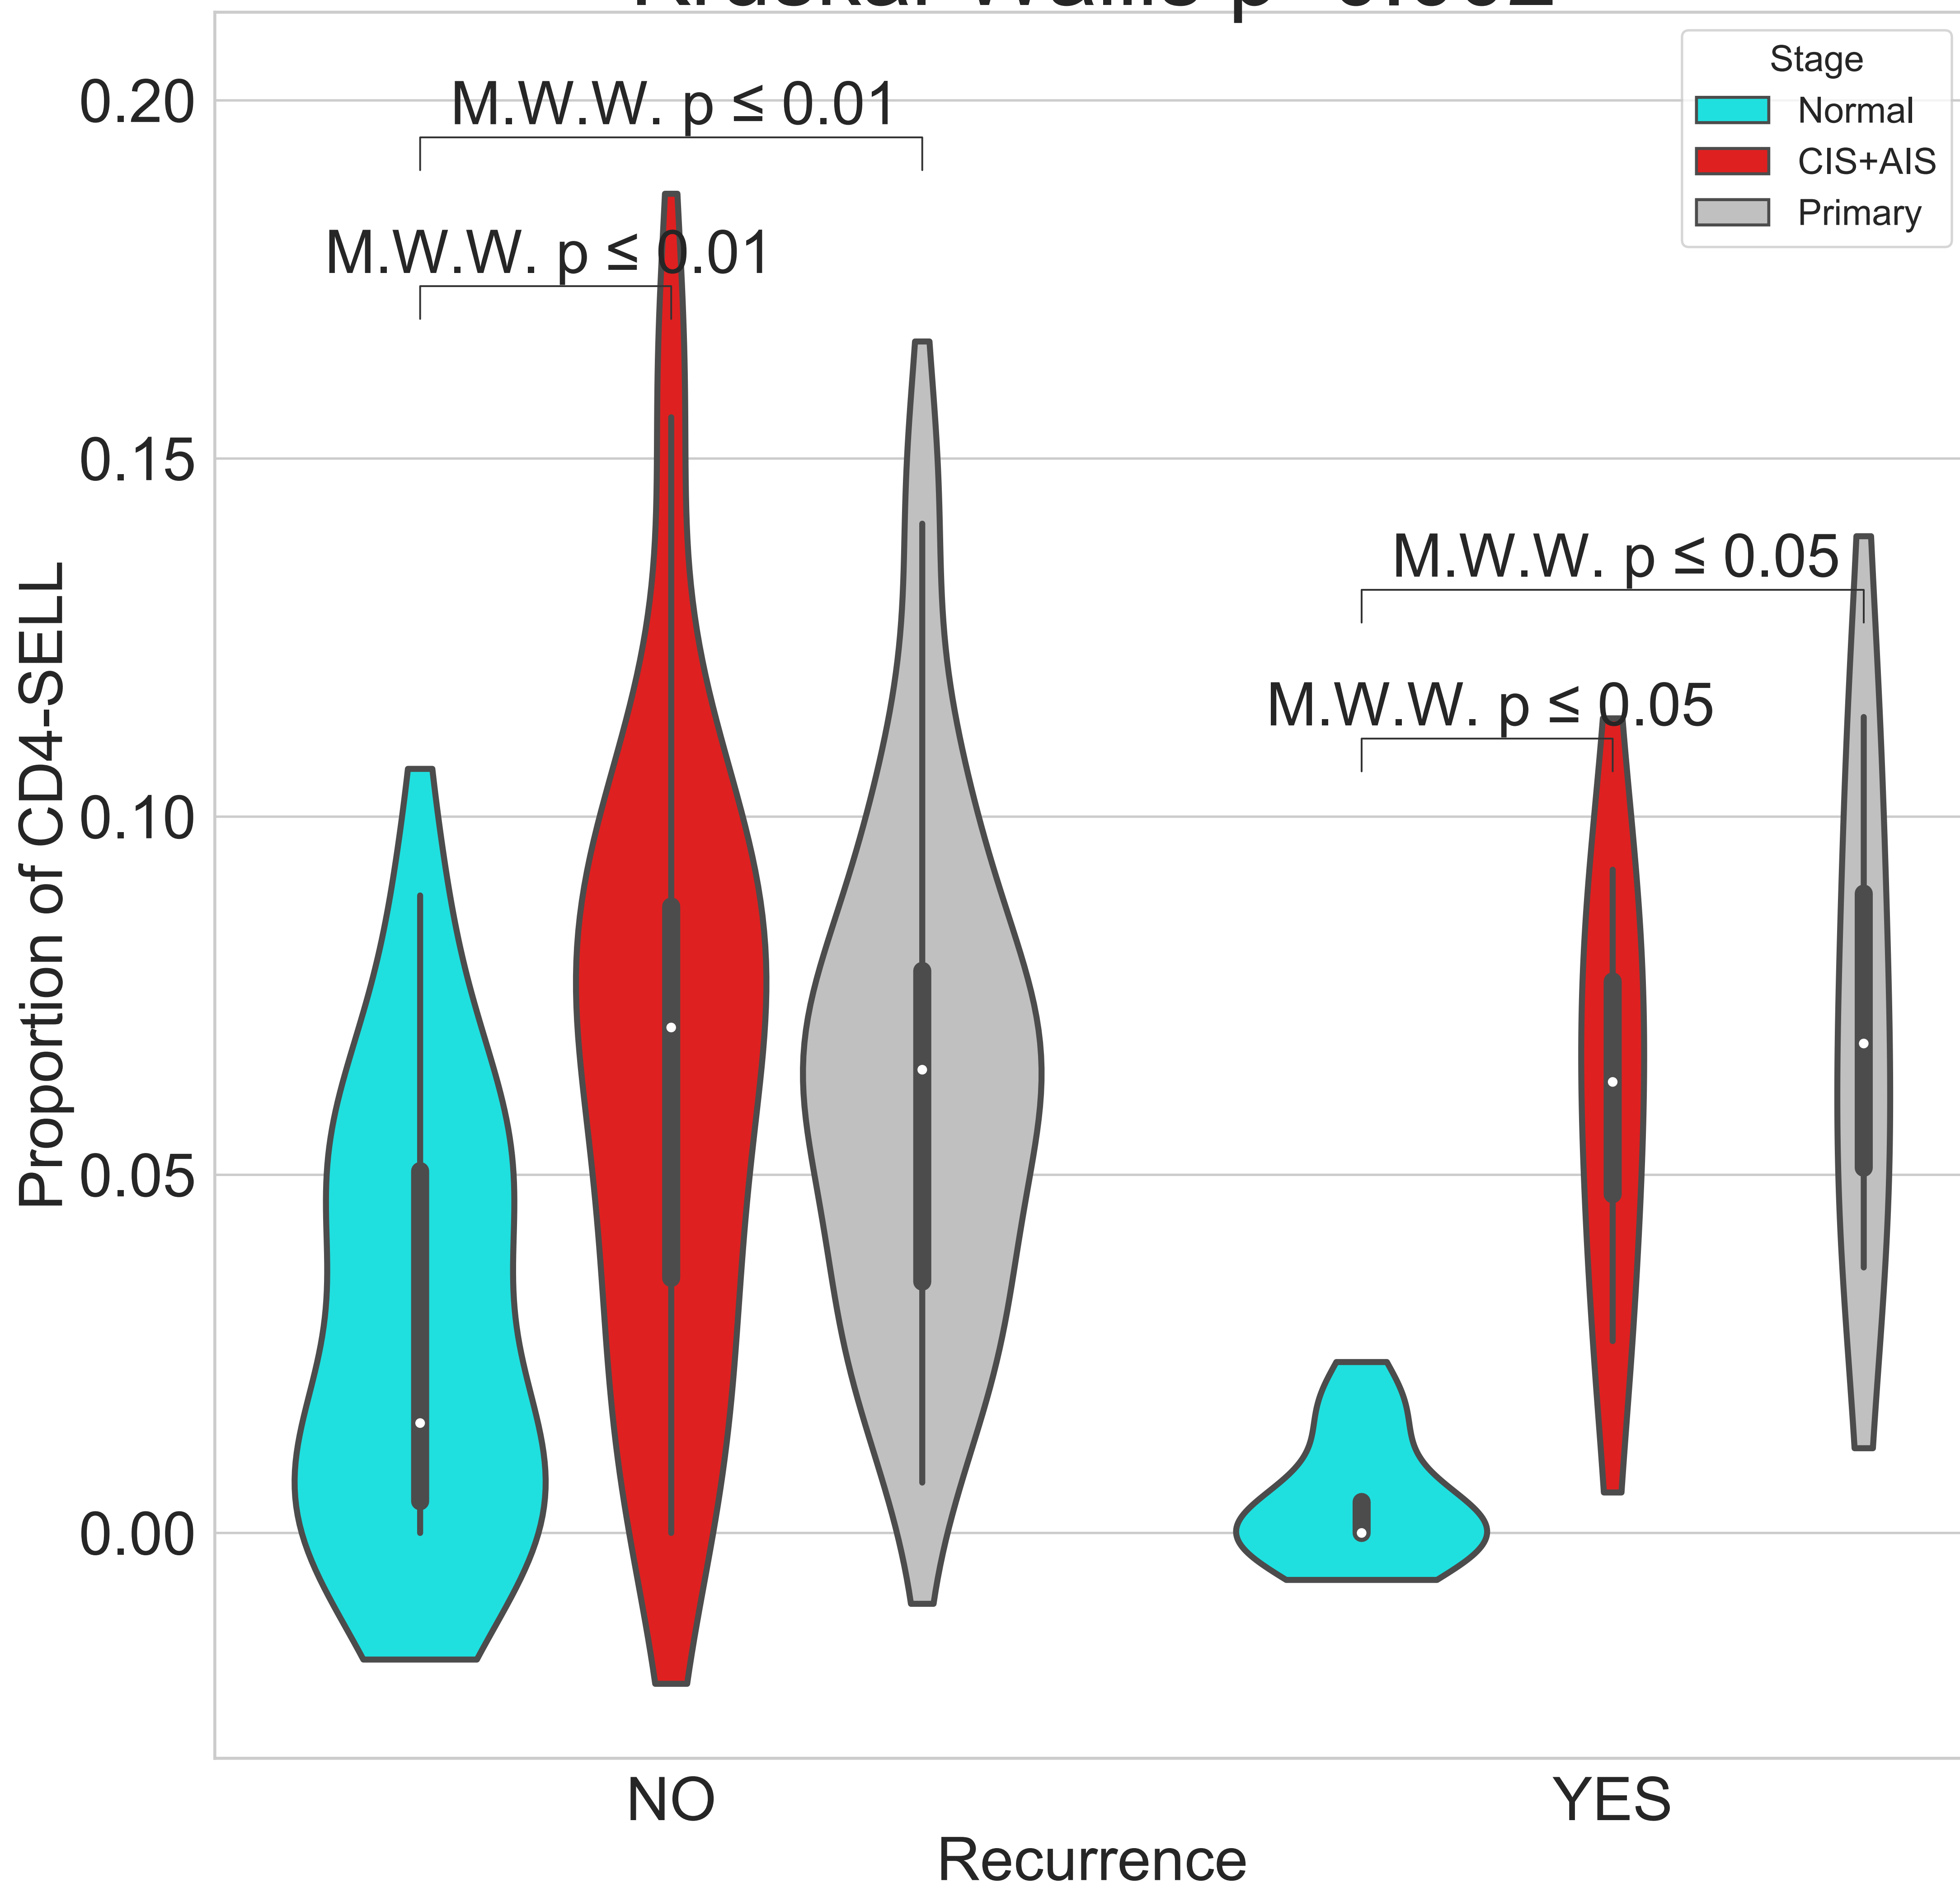 Stage
Normal
CIS+AIS
Primary
M.W.W. p ≤ 0.01
M.W.W. p ≤ 0.01
M.W.W. p ≤ 0.05
M.W.W. p ≤ 0.05
Proportion of CD4-SELL
0.20
0.15
0.10
0.05
0.00
NO
YES
Recurrence